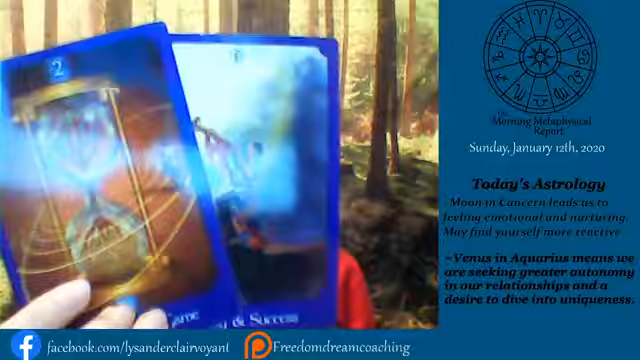 2
The
Morning Metaphysical
Report
Sunday, January 12th, 2020
Today's Astrology
Moon in Cancern leads us to
feeling emotional and nurturing.
May find yourself more reactive
~Venus in Aquarius means we
are seeking greater autonomy
in our relationships and a
desire to dive into uniqueness.
& Success
facebook.com/lysanderclairvoyant
Freedomdreamcoaching